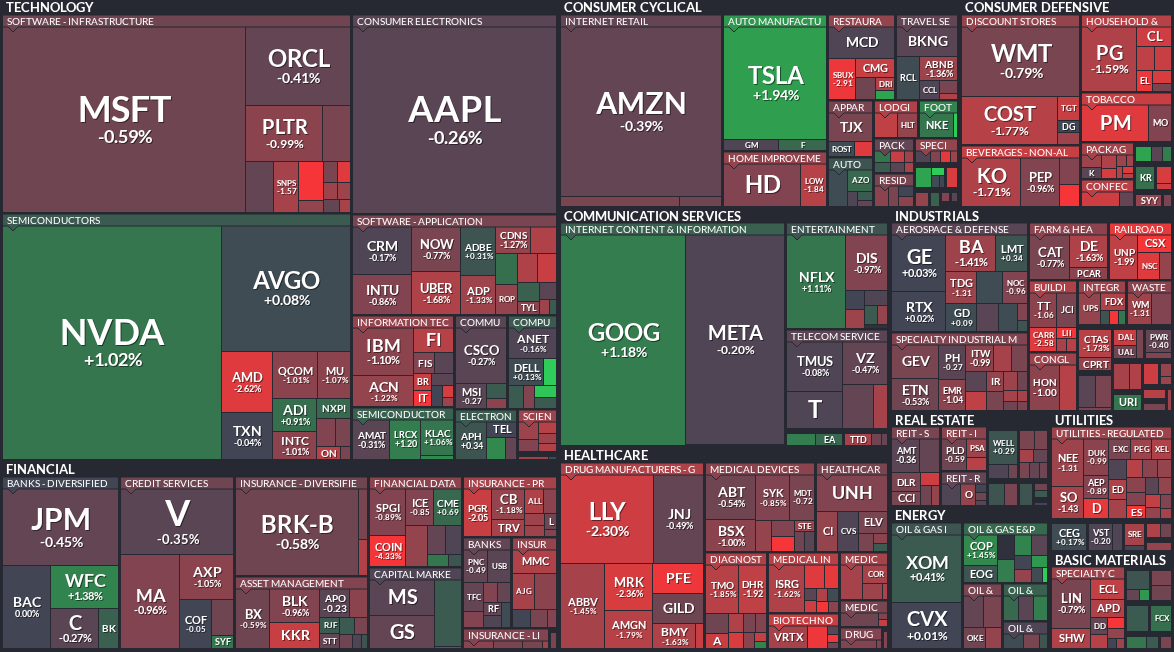 TECHNOLOGY
SOFTWARE - INFRASTRUCTURE
MSFT
-0.59%
ORCL
-0.41%
PLTR
-0.99%
SNPS
-1.57
CONSUMER ELECTRONICS
AAPL
-0.26%
SEMICONDUCTORS
NVDA
+1.02%
AVGO
+0.08%
AMD
-2.62%
QCOM
-1.01%
MU
-1.07%
ADI
+0.91%
NXPI
TXN
-0.04%
INTC
-1.01%
ON
SOFTWARE - APPLICATION
CRM
-0.17%
NOW
-0.77%
ADBE
+0.31%
CDNS
-1.27%
INTU
-0.86%
UBER
-1.68%
ADP
-1.33%
ROP
TYL
INFORMATION TEC
IBM
-1.10%
FI
FIS
ACN
-1.22%
BR
IT
COMMU
CSCO
-0.27%
MSI
-0.27
COMPU
ANET
-0.16%
DELL
+0.13%
SEMICONDUCTOR
AMAT
-0.31%
LRCX
+1.20
KLAC
+1.06%
ELECTRON
APH
+0.34
TEL
SCIEN
CONSUMER CYCLICAL
INTERNET RETAIL
AMZN
-0.39%
AUTO MANUFACTU
TSLA
+1.94%
GM
F
HOME IMPROVEME
HD
LOW
-1.84
RESTAURA
MCD
SBUX
-2.91
CMG
DRI
TRAVEL SE
BKNG
RCL
ABNB
-1.36%
CCL
APPAR
TJX
ROST
LODGI
HLT
FOOT
NKE
AUTO
AZO
PACK
RESID
SPECI
CONSUMER DEFENSIVE
DISCOUNT STORES
WMT
-0.79%
COST
-1.77%
TGT
DG
HOUSEHOLD &
PG
-1.59%
CL
EL
TOBACCO
PM
MO
BEVERAGES - NON-AL
KO
-1.71%
PEP
-0.96%
PACKAG
K
KR
CONFEC
SYY
COMMUNICATION SERVICES
INTERNET CONTENT & INFORMATION
GOOG
+1.18%
META
-0.20%
ENTERTAINMENT
NFLX
+1.11%
DIS
-0.97%
TELECOM SERVICE
TMUS
-0.08%
VZ
-0.47%
T
EA
TTD
INDUSTRIALS
AEROSPACE & DEFENSE
GE
+0.03%
BA
-1.41%
LMT
+0.34
RTX
+0.02%
TDG
-1.31
NOC
-0.96
GD
+0.09
FARM & HEA
CAT
-0.77%
DE
-1.63%
PCAR
RAILROAD
UNP
-1.99
CSX
NSC
SPECIALTY INDUSTRIAL M
GEV
PH
-0.27
ITW
-0.99
ETN
-0.53%
EMR
-1.04
IR
BUILDI
TT
-1.06
JCI
CARR
-2.58
LII
INTEGR
UPS
FDX
WASTE
WM
-1.31
CONGL
HON
-1.00
CTAS
-1.73%
CPRT
DAL
UAL
PWR
-0.40
URI
FINANCIAL
BANKS - DIVERSIFIED
JPM
-0.45%
BAC
0.00%
WFC
+1.38%
C
-0.27%
BK
CREDIT SERVICES
V
-0.35%
MA
-0.96%
AXP
-1.05%
COF
-0.05
SYF
INSURANCE - DIVERSIFIE
BRK-B
-0.58%
ASSET MANAGEMENT
BX
-0.59%
BLK
-0.96%
KKR
APO
-0.23
RJF
STT
FINANCIAL DATA
SPGI
-0.89%
ICE
-0.85
CME
+0.69
COIN
-4.33%
CAPITAL MARKE
MS
GS
INSURANCE - PR
PGR
-2.05
CB
-1.18%
ALL
TRV
L
BANKS
PNC
-0.49
USB
TFC
RF
INSUR
MMC
AJG
INSURANCE - LI
HEALTHCARE
DRUG MANUFACTURERS - G
LLY
-2.30%
JNJ
-0.49%
ABBV
-1.45%
MRK
-2.36%
PFE
GILD
AMGN
-1.79%
BMY
-1.63%
MEDICAL DEVICES
ABT
-0.54%
SYK
-0.85%
MDT
-0.72
BSX
-1.00%
STE
HEALTHCAR
UNH
CI
CVS
ELV
DIAGNOST
TMO
-1.85%
DHR
-1.92
A
MEDICAL IN
ISRG
-1.62%
BIOTECHNO
VRTX
MEDIC
COR
MEDIC
DRUG
REAL ESTATE
REIT - S
AMT
-0.36
DLR
CCI
REIT - I
PLD
-0.59
PSA
REIT - R
O
WELL
+0.29
UTILITIES
UTILITIES - REGULATED
NEE
-1.31
DUK
-0.99
EXC
PEG
XEL
SO
-1.43
AEP
-0.89
ED
D
ES
CEG
+0.17%
VST
-0.20
SRE
ENERGY
OIL & GAS I
XOM
+0.41%
CVX
+0.01%
OIL & GAS E&P
COP
+1.45%
EOG
OIL &
OKE
OIL &
OIL &
BASIC MATERIALS
SPECIALTY C
LIN
-0.79%
ECL
APD
DD
SHW
FCX